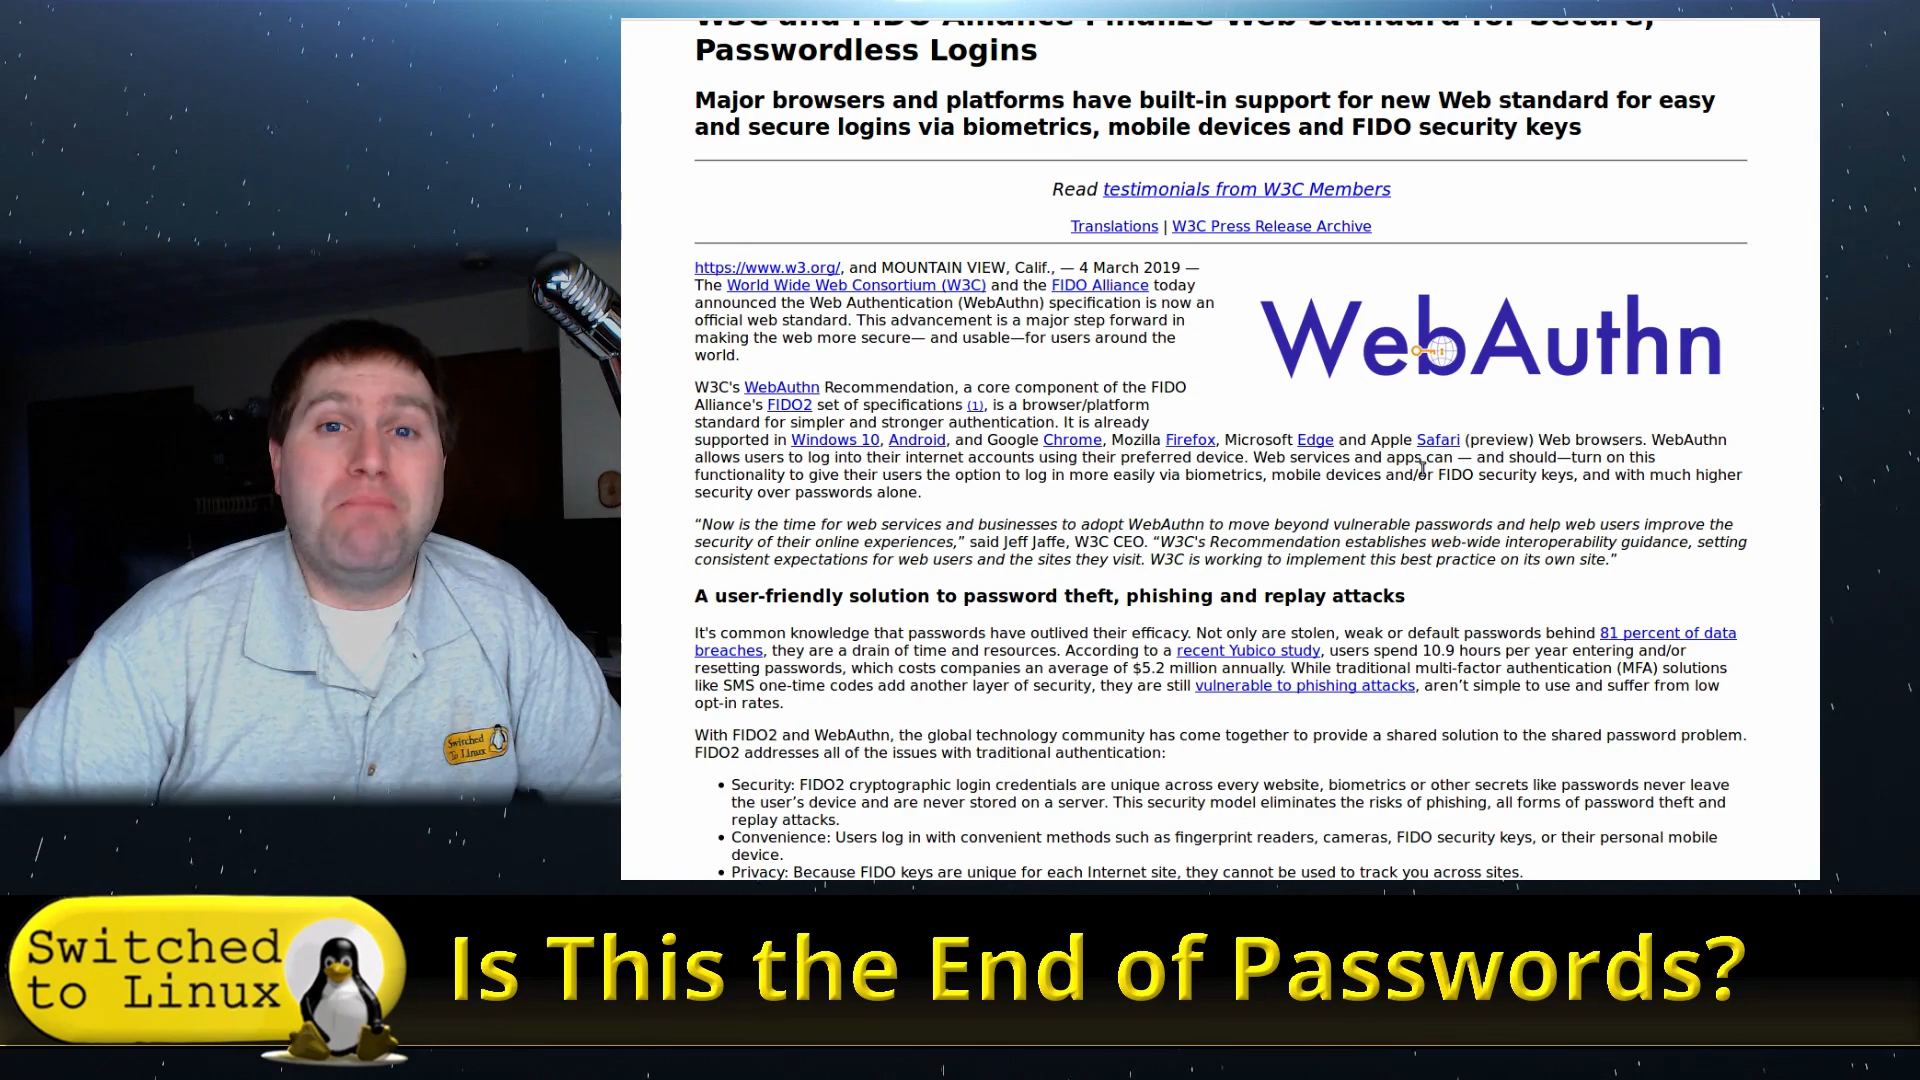 W3C and FIDO Alliance Finalize Web Standard for Secure,
Passwordless Logins
Major browsers and platforms have built-in support for new Web standard for easy
and secure logins via biometrics, mobile devices and FIDO security keys
Read testimonials from W3C Members
Translations | W3C Press Release Archive
https://www.w3.org/, and MOUNTAIN VIEW, Calif., — 4 March 2019 —
The World Wide Web Consortium (W3C) and the FIDO Alliance today
announced the Web Authentication (WebAuthn) specification is now an
official web standard. This advancement is a major step forward in
making the web more secure— and usable—for users around the
world.
WebAuthn
W3C's WebAuthn Recommendation, a core component of the FIDO
Alliance's FIDO2 set of specifications (1), is a browser/platform
standard for simpler and stronger authentication. It is already
supported in Windows 10, Android, and Google Chrome, Mozilla Firefox, Microsoft Edge and Apple Safari (preview) Web browsers. WebAuthn
allows users to log into their internet accounts using their preferred device. Web services and apps can — and should—turn on this
functionality to give their users the option to log in more easily via biometrics, mobile devices and/or FIDO security keys, and with much higher
security over passwords alone.
“Now is the time for web services and businesses to adopt WebAuthn to move beyond vulnerable passwords and help web users improve the
security of their online experiences,” said Jeff Jaffe, W3C CEO. “W3C's Recommendation establishes web-wide interoperability guidance, setting
consistent expectations for web users and the sites they visit. W3C is working to implement this best practice on its own site.”
A user-friendly solution to password theft, phishing and replay attacks
It's common knowledge that passwords have outlived their efficacy. Not only are stolen, weak or default passwords behind 81 percent of data
breaches, they are a drain of time and resources. According to a recent Yubico study, users spend 10.9 hours per year entering and/or
resetting passwords, which costs companies an average of $5.2 million annually. While traditional multi-factor authentication (MFA) solutions
like SMS one-time codes add another layer of security, they are still vulnerable to phishing attacks, aren’t simple to use and suffer from low
opt-in rates.
With FIDO2 and WebAuthn, the global technology community has come together to provide a shared solution to the shared password problem.
FIDO2 addresses all of the issues with traditional authentication:
• Security: FIDO2 cryptographic login credentials are unique across every website, biometrics or other secrets like passwords never leave
the user’s device and are never stored on a server. This security model eliminates the risks of phishing, all forms of password theft and
replay attacks.
• Convenience: Users log in with convenient methods such as fingerprint readers, cameras, FIDO security keys, or their personal mobile
device.
• Privacy: Because FIDO keys are unique for each Internet site, they cannot be used to track you across sites.
Switched
To Linux
Switched
to Linux
Is This the End of Passwords?